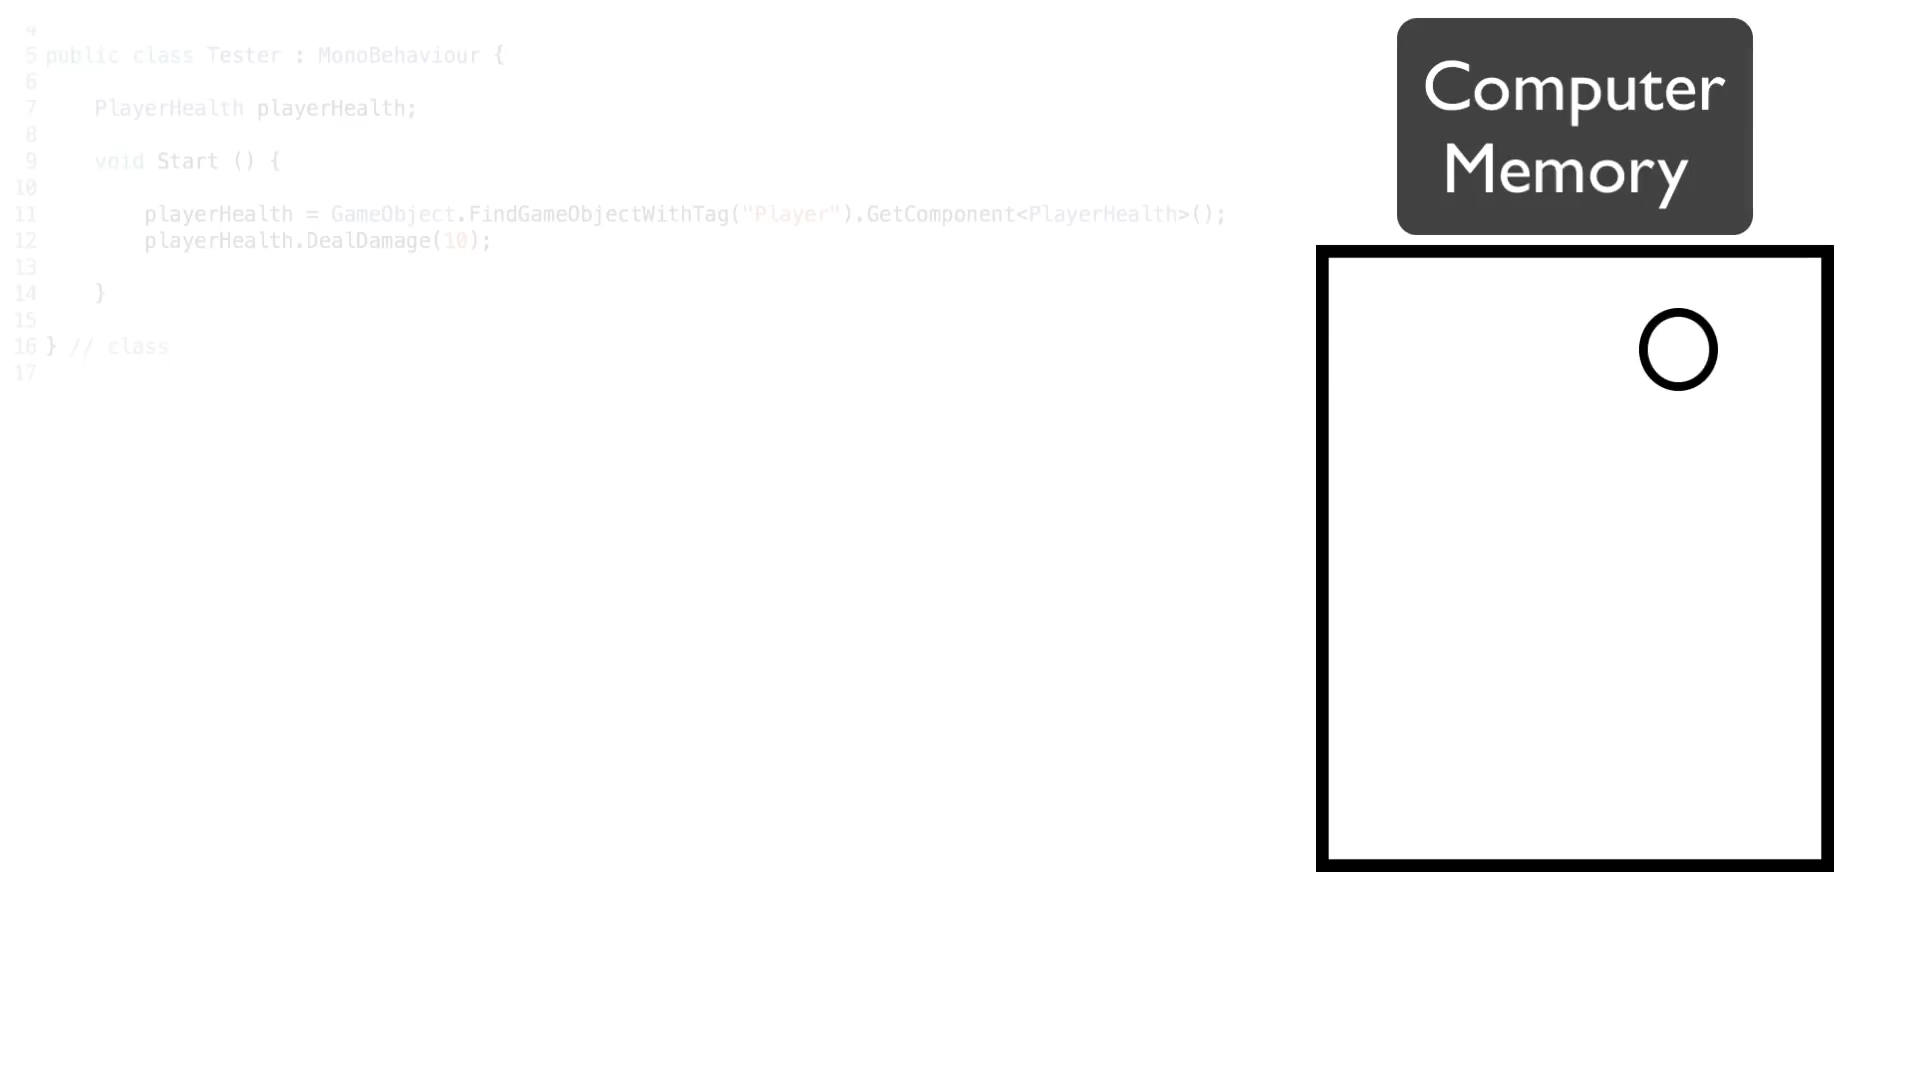 4
5 public class Tester : MonoBehaviour {
6
7 PlayerHealth playerHealth;
8
9 void Start () {
10
11 playerHealth = GameObject.FindGameObjectWithTag("Player").GetComponent<PlayerHealth>();
12 playerHealth.DealDamage(10);
13
14 }
15
16 } // class
17
Computer
Memory